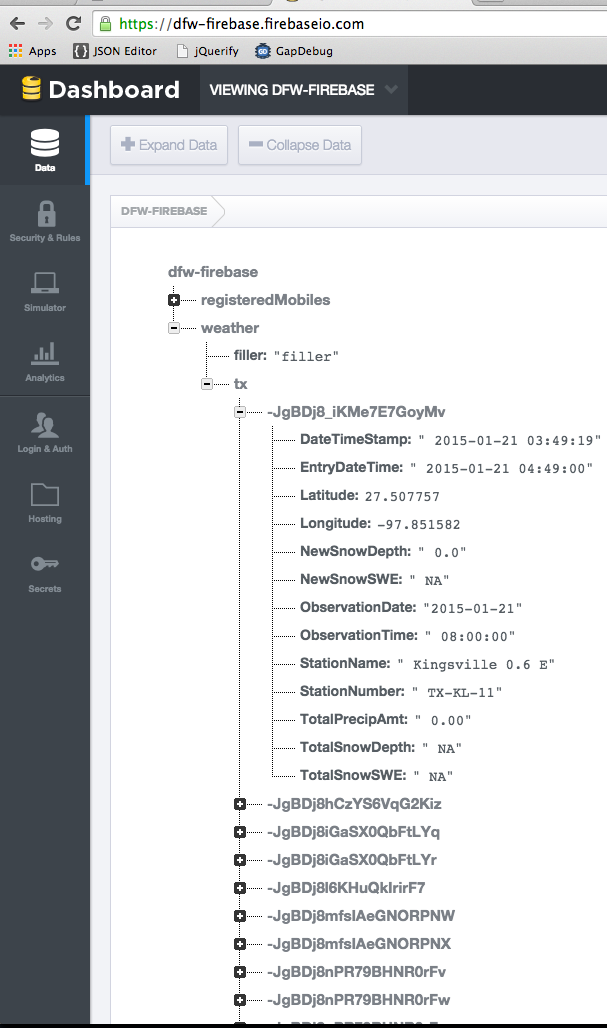 https://dfw-firebase.firebaseio.com
Apps JSON Editor jQuerify GapDebug
Dashboard VIEWING DFW-FIREBASE
Data
Security & Rules
Simulator
Analytics
Login & Auth
Hosting
Secrets
Expand Data Collapse Data
DFW-FIREBASE
dfw-firebase
registeredMobiles
weather
filler: "filler"
tx
-JgBDj8_iKMe7E7GoyMv
DateTimeStamp: " 2015-01-21 03:49:19"
EntryDateTime: " 2015-01-21 04:49:00"
Latitude: 27.507757
Longitude: -97.851582
NewSnowDepth: " 0.0"
NewSnowSWE: " NA"
ObservationDate: "2015-01-21"
ObservationTime: " 08:00:00"
StationName: " Kingsville 0.6 E"
StationNumber: " TX-KL-11"
TotalPrecipAmt: " 0.00"
TotalSnowDepth: " NA"
TotalSnowSWE: " NA"
-JgBDj8hCzYS6VqG2Kiz
-JgBDj8iGaSX0QbFtLYq
-JgBDj8iGaSX0QbFtLYr
-JgBDj8l6KHuQkIrirF7
-JgBDj8mfsIAeGNORPNW
-JgBDj8mfsIAeGNORPNX
-JgBDj8nPR79BHNR0rFv
-JgBDj8nPR79BHNR0rFw